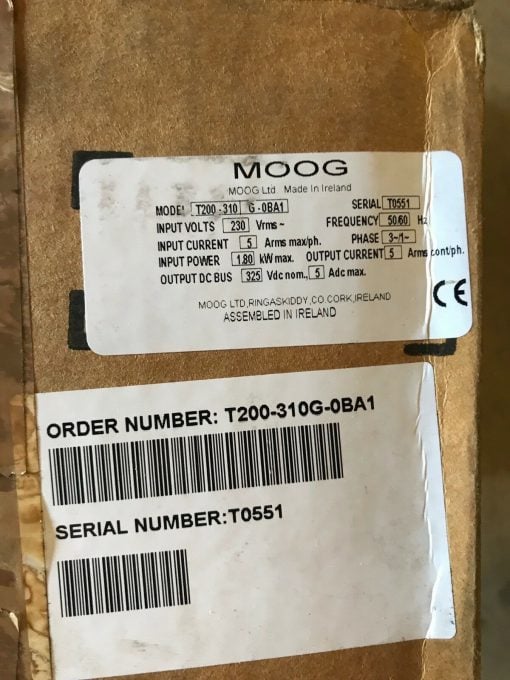 MOOG
MOOG Ltd Made In Ireland
MODEL T200-310 G-0BA1 SERIAL T0551
INPUT VOLTS 230 Vrms~ FREQUENCY 50/60 Hz
INPUT CURRENT 5 Arms max/ph. PHASE 3~/1~
INPUT POWER 1.80 kW max. OUTPUT CURRENT 5 Arms cont/ph.
OUTPUT DC BUS 325 Vdc nom., 5 Adc max.
MOOG LTD,RINGASKIDDY,CO.CORK,IRELAND
ASSEMBLED IN IRELAND
CE
ORDER NUMBER: T200-310G-0BA1
SERIAL NUMBER:T0551